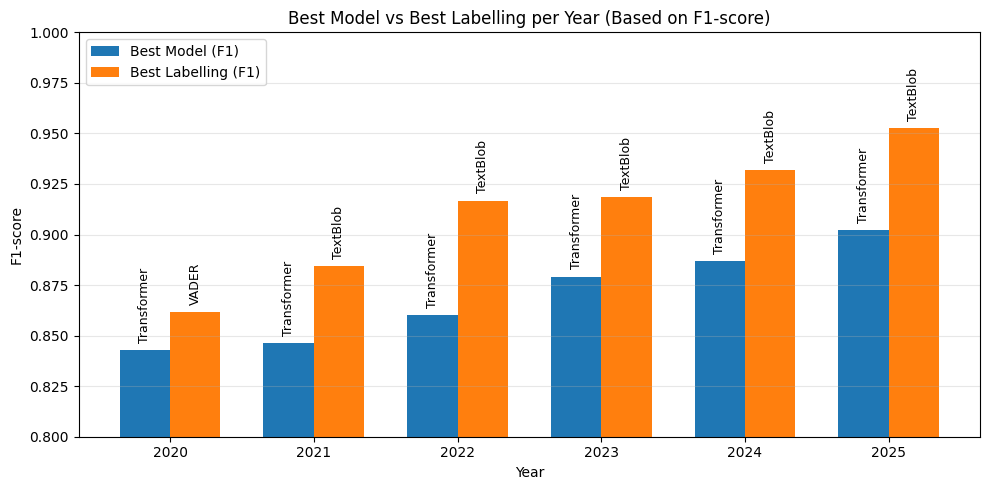 Best Model vs Best Labelling per Year (Based on F1-score)
Best Model (F1)
Best Labelling (F1)
F1-score
1.000
0.975
0.950
0.925
0.900
0.875
0.850
0.825
0.800
Transformer
VADER
Transformer
TextBlob
Transformer
TextBlob
Transformer
TextBlob
Transformer
TextBlob
Transformer
TextBlob
2020
2021
2022
2023
2024
2025
Year